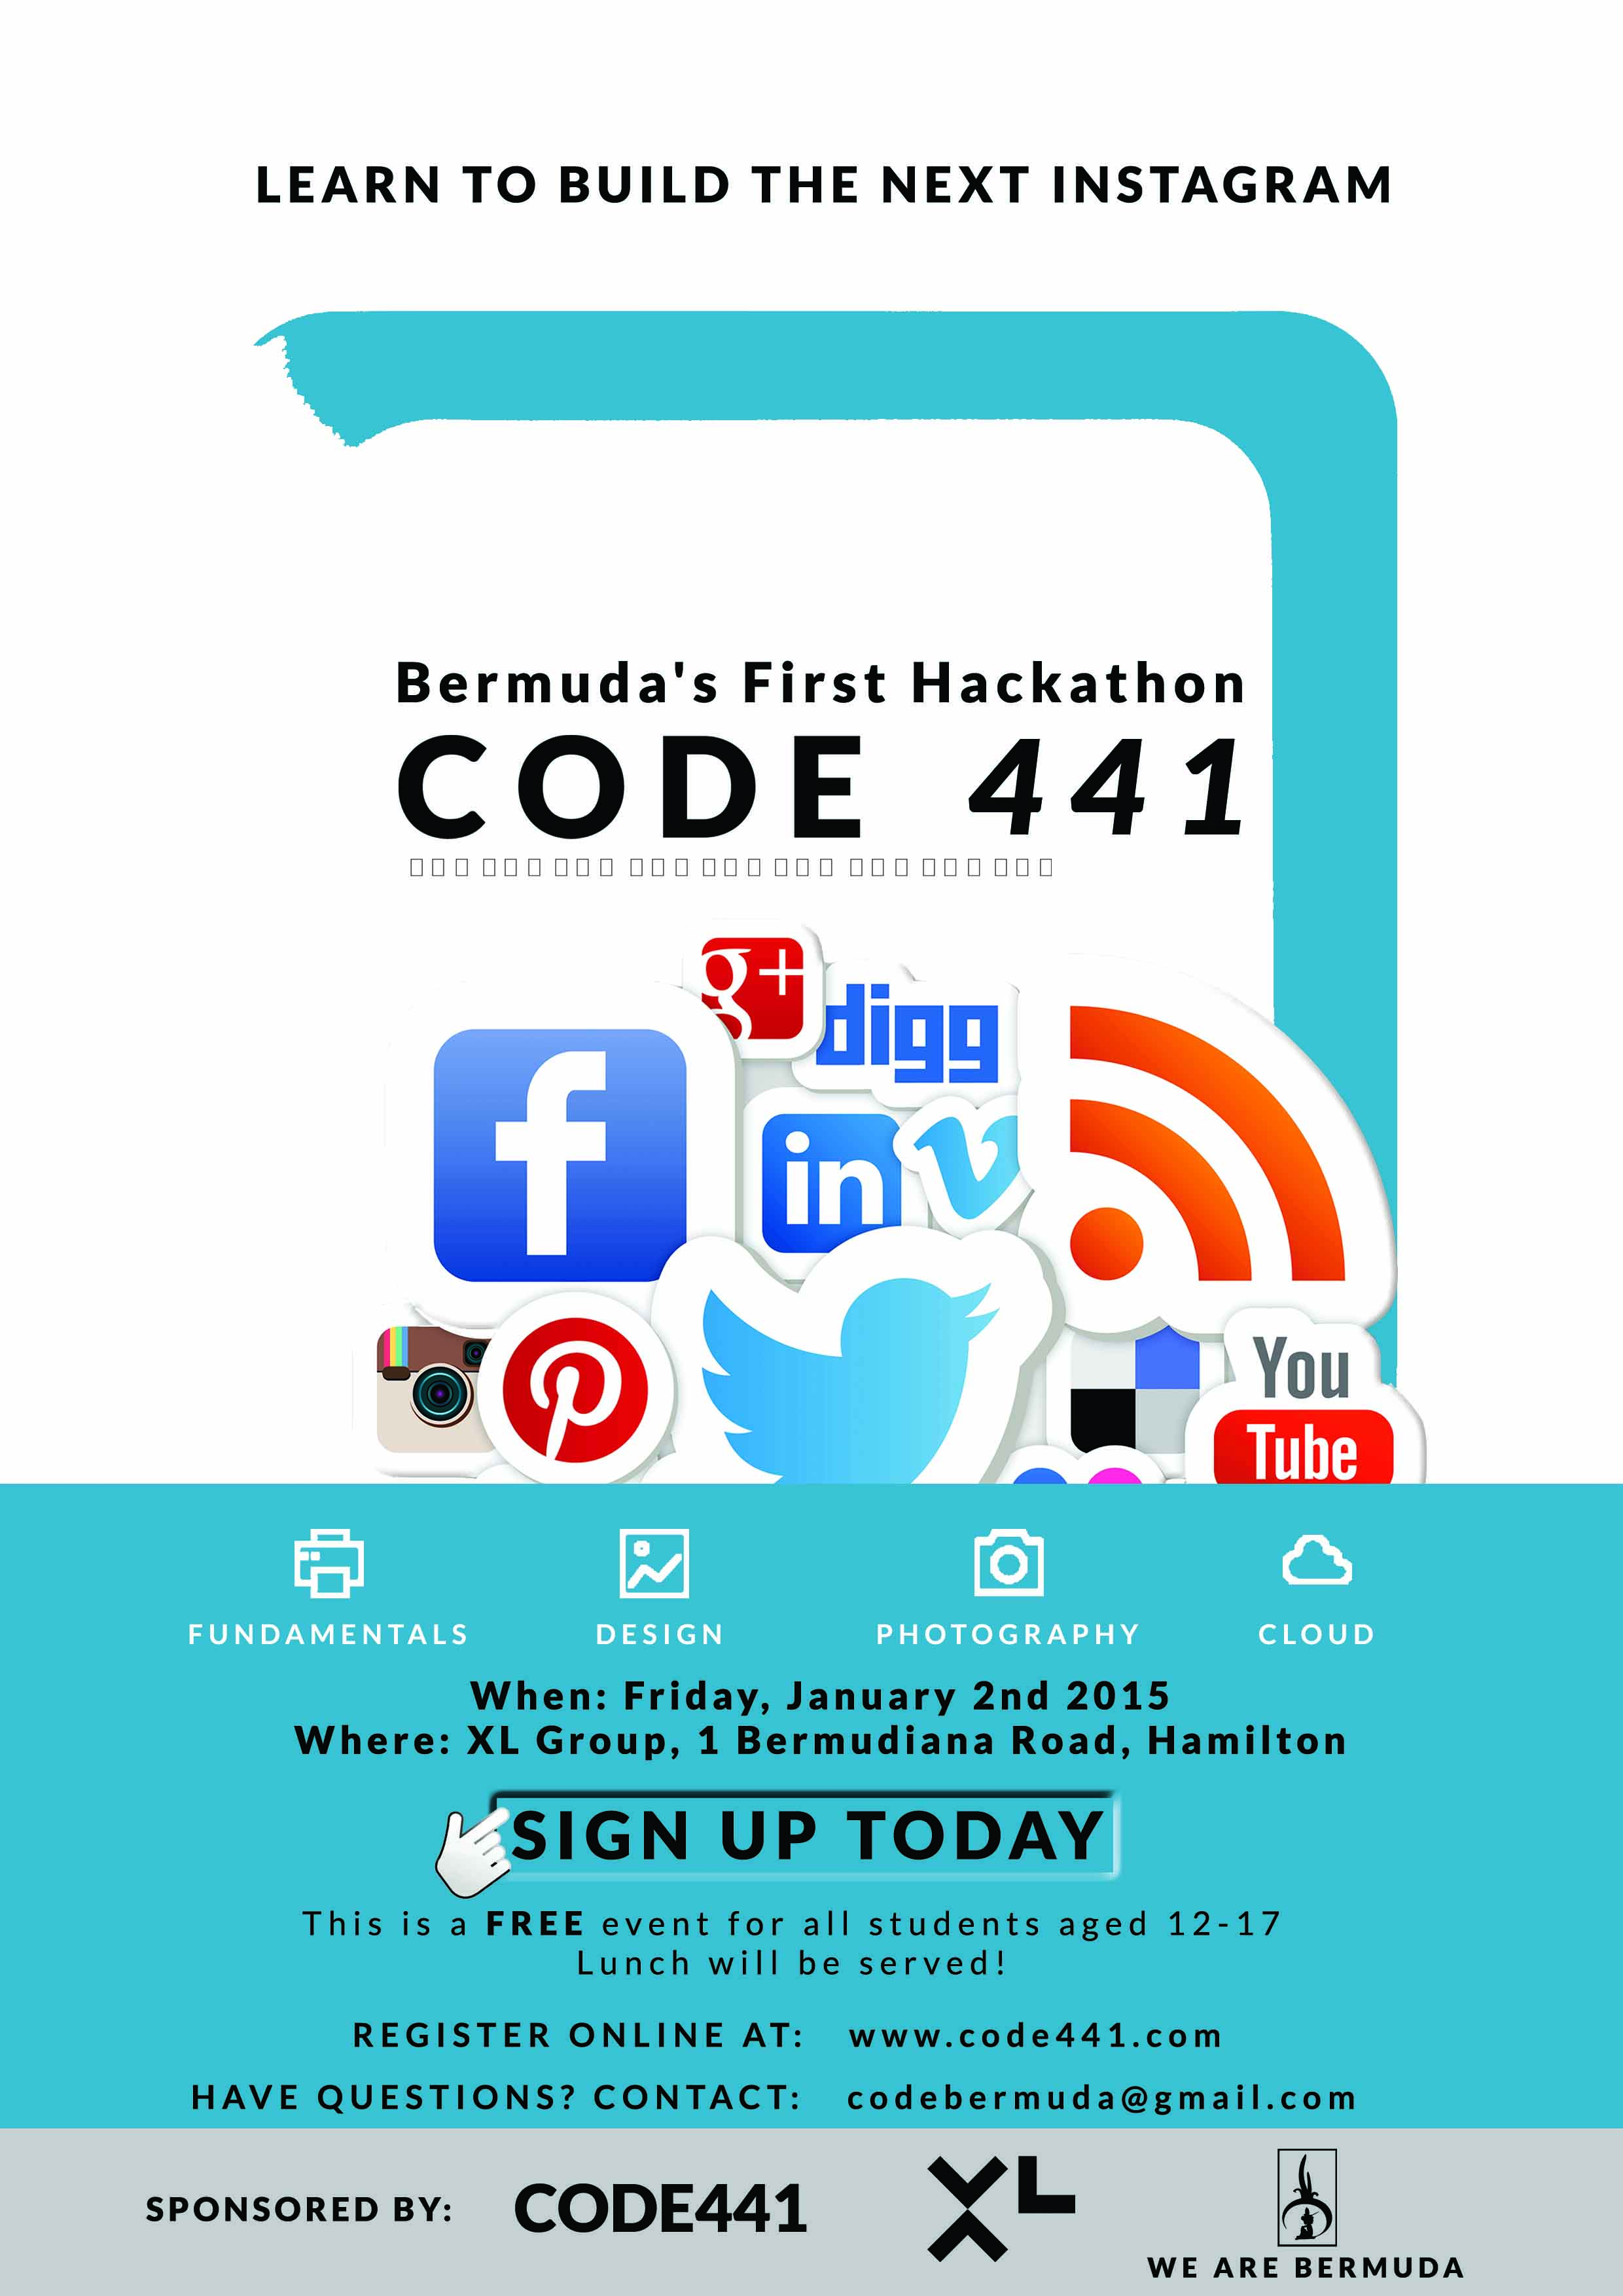 LEARN TO BUILD THE NEXT INSTAGRAM
Bermuda's First Hackathon
CODE 441
g+
digg
f
in
You
Tube
FUNDAMENTALS
DESIGN
PHOTOGRAPHY
CLOUD
When: Friday, January 2nd 2015
Where: XL Group, 1 Bermudiana Road, Hamilton
SIGN UP TODAY
This is a FREE event for all students aged 12-17
Lunch will be served!
REGISTER ONLINE AT: www.code441.com
HAVE QUESTIONS? CONTACT: codebermuda@gmail.com
SPONSORED BY: CODE441 XL
WE ARE BERMUDA